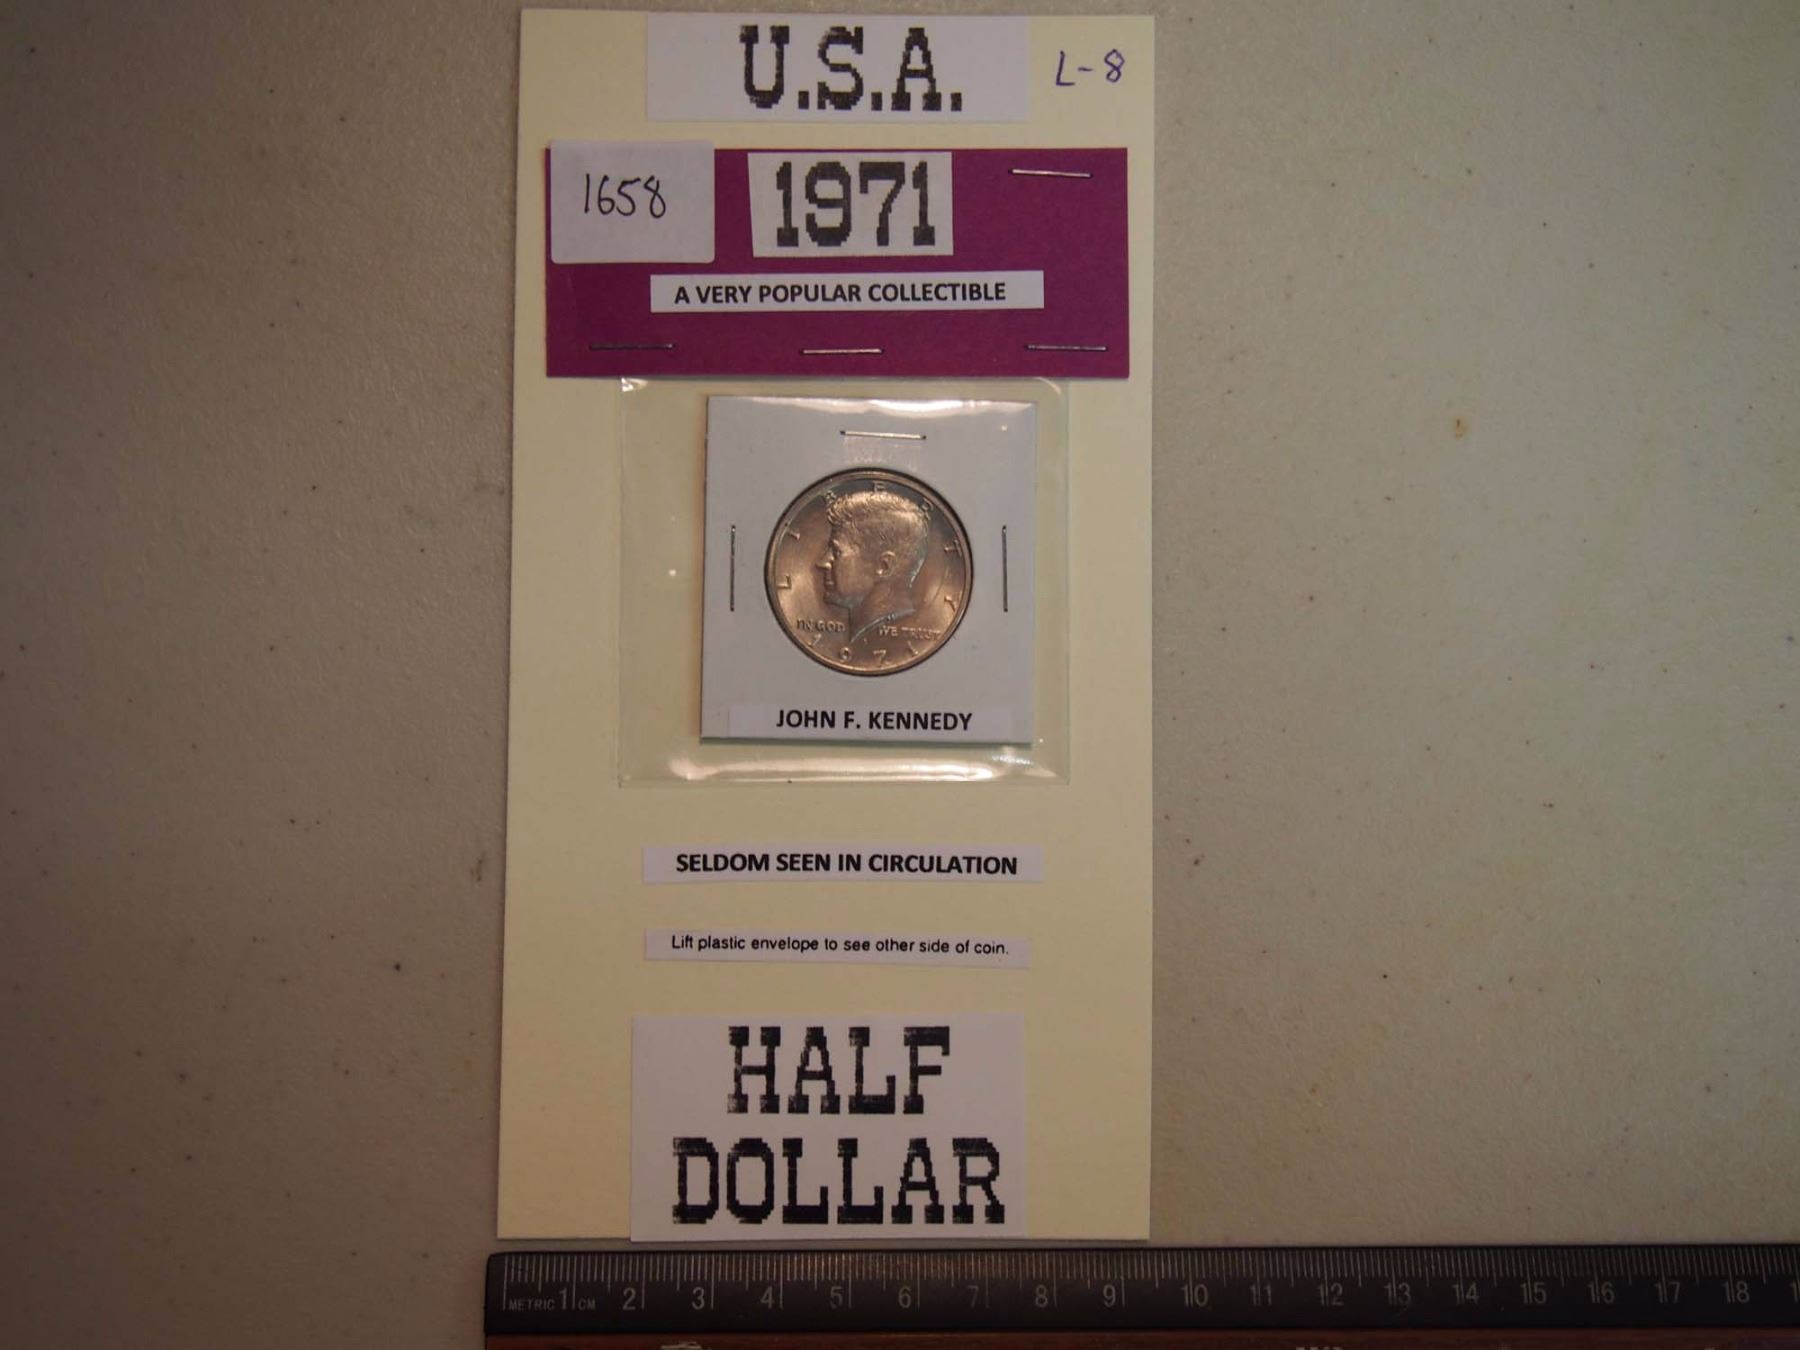 U.S.A.
L-8
1658
1971
A VERY POPULAR COLLECTIBLE
LIBERTY
IN GOD WE TRUST
1971
JOHN F. KENNEDY
SELDOM SEEN IN CIRCULATION
Lift plastic envelope to see other side of coin.
HALF
DOLLAR
METRIC 1 CM 2 3 4 5 6 7 8 9 10 11 12 13 14 15 16 17 18